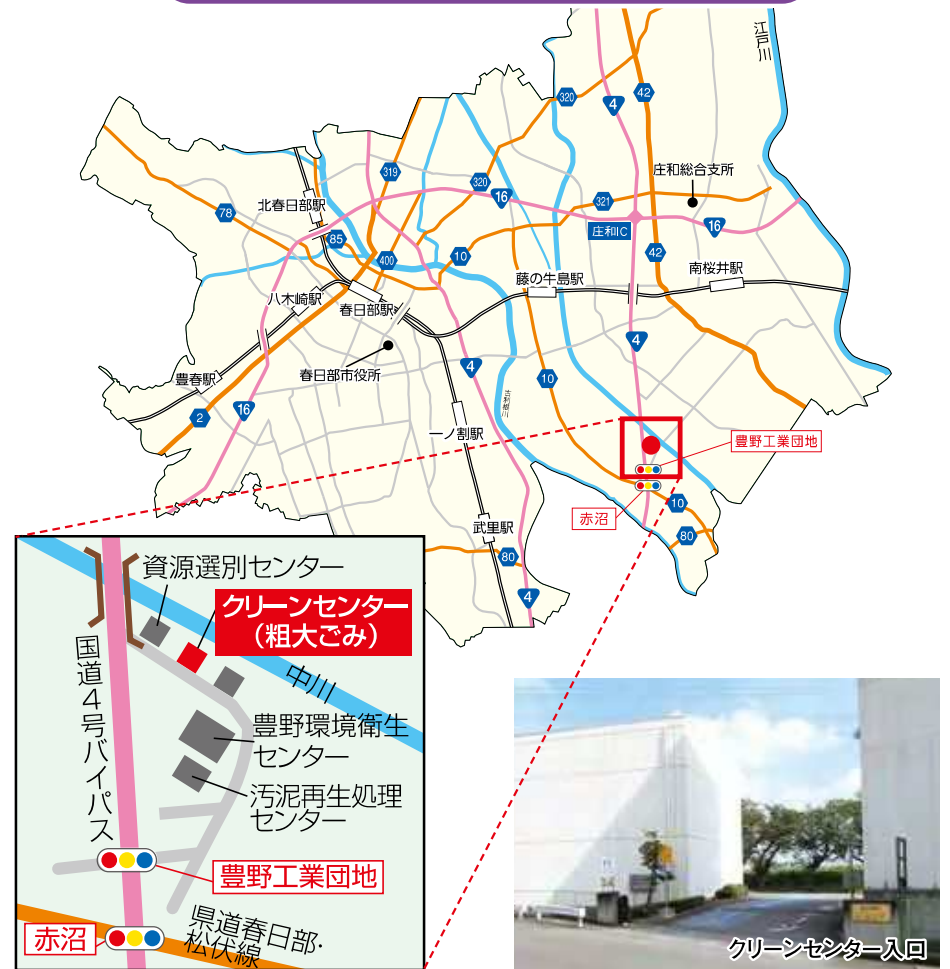 江戸川
320
4
42
319
320
16
庄和総合支所
321
78
北春日部駅
85
庄和IC
16
400
10
42
藤の牛島駅
南桜井駅
八木崎駅
春日部駅
4
春日部市役所
4
10
豊春駅
2
16
古利根川
一ノ割駅
豊野工業団地
赤沼
10
武里駅
80
80
4
資源選別センター
クリーンセンター
(粗大ごみ)
国道4号バイパス
中川
豊野環境衛生
センター
汚泥再生処理
センター
豊野工業団地
赤沼
県道春日部・
松伏線
クリーンセンター入口